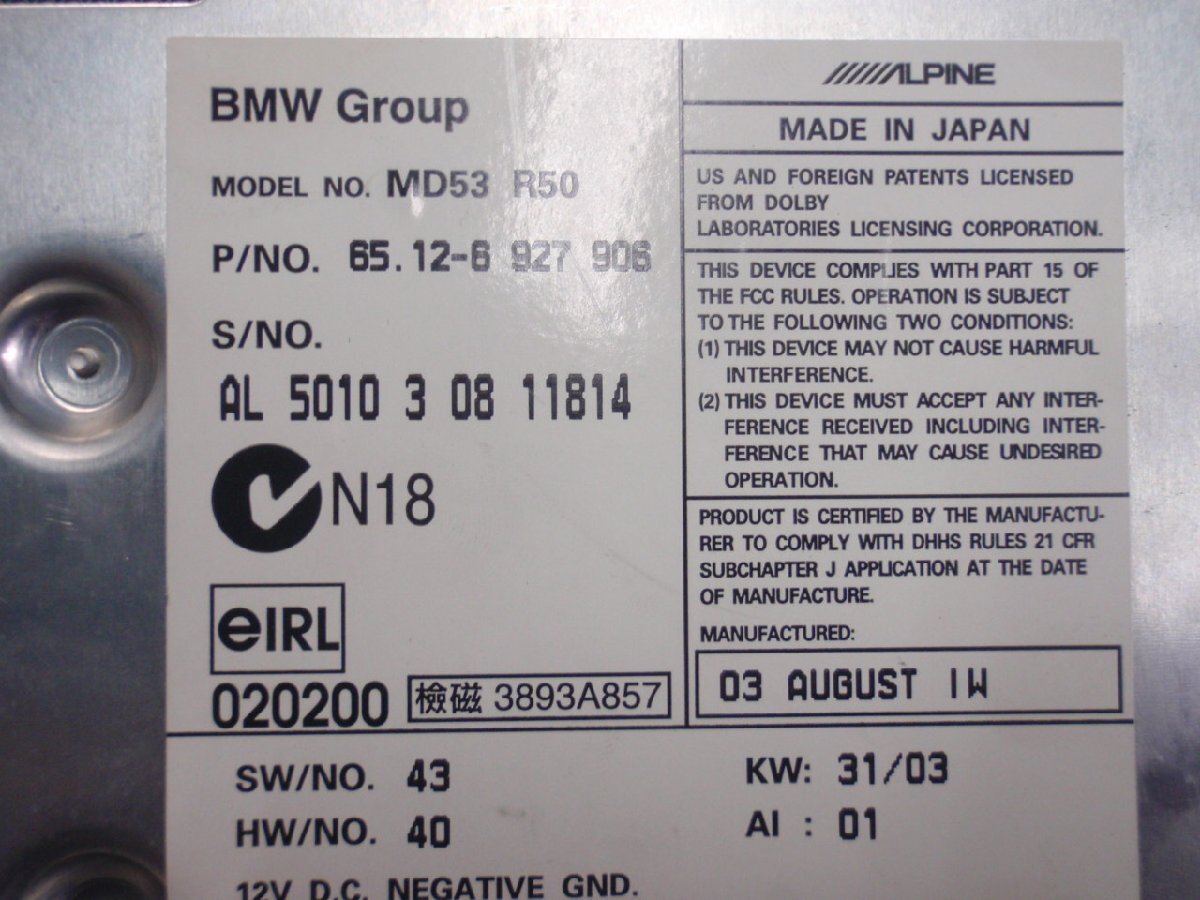 BMW Group
MODEL NO. MD53 R50
P/NO. 65.12-6 927 906
S/NO.
AL 5010 3 08 11814
N18
eIRL
020200
檢磁 3893A857
ALPINE
MADE IN JAPAN
US AND FOREIGN PATENTS LICENSED
FROM DOLBY
LABORATORIES LICENSING CORPORATION.
THIS DEVICE COMPLIES WITH PART 15 OF
THE FCC RULES. OPERATION IS SUBJECT
TO THE FOLLOWING TWO CONDITIONS:
(1) THIS DEVICE MAY NOT CAUSE HARMFUL
INTERFERENCE.
(2) THIS DEVICE MUST ACCEPT ANY INTER-
FERENCE RECEIVED INCLUDING INTER-
FERENCE THAT MAY CAUSE UNDESIRED
OPERATION.
PRODUCT IS CERTIFIED BY THE MANUFACTU-
RER TO COMPLY WITH DHHS RULES 21 CFR
SUBCHAPTER J APPLICATION AT THE DATE
OF MANUFACTURE.
MANUFACTURED:
03 AUGUST 1W
SW/NO. 43
HW/NO. 40
KW: 31/03
AI : 01
12V D.C. NEGATIVE GND.